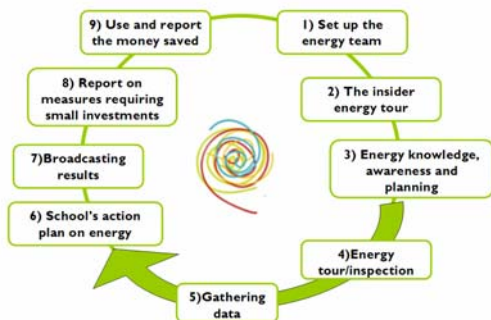 1) Set up the
energy team
2) The insider
energy tour
3) Energy knowledge,
awareness and
planning
4)Energy
tour/inspection
5)Gathering
data
6) School's action
plan on energy
7)Broadcasting
results
8) Report on
measures requiring
small investments
9) Use and report
the money saved